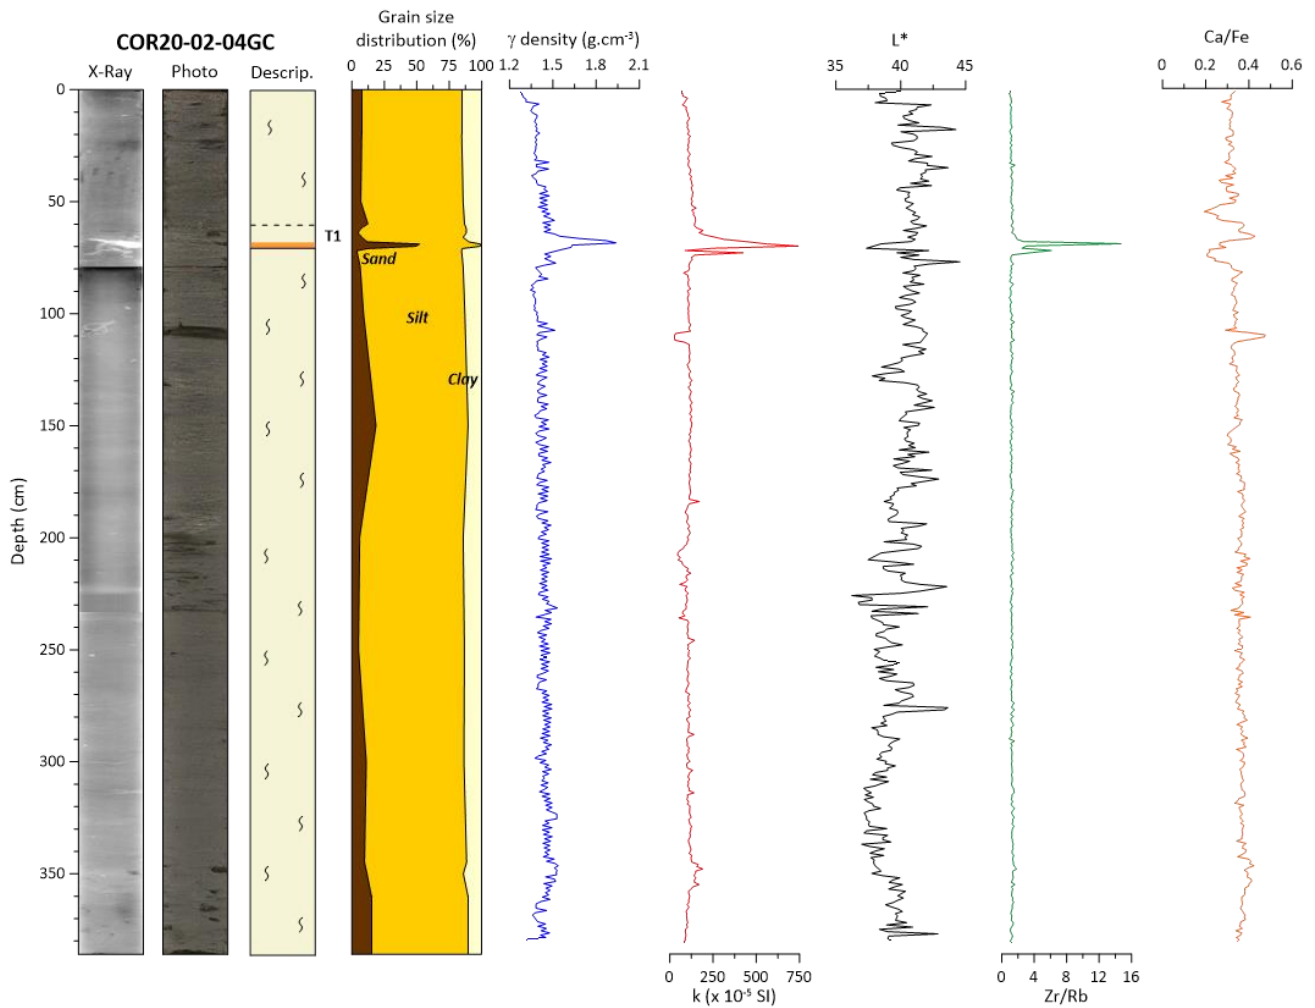 Grain size
COR20-02-04GC
distribution (%)
γ density (g.cm⁻³)
L*
Ca/Fe
X-Ray
Photo
Descrip.
0 25 50 75 100
1.2 1.5 1.8 2.1
35 40 45
0 0.2 0.4 0.6
0
50
100
150
200
250
300
350
Depth (cm)
T1
Sand
Silt
Clay
0 250 500 750
k (x 10⁻⁵ SI)
0 4 8 12 16
Zr/Rb